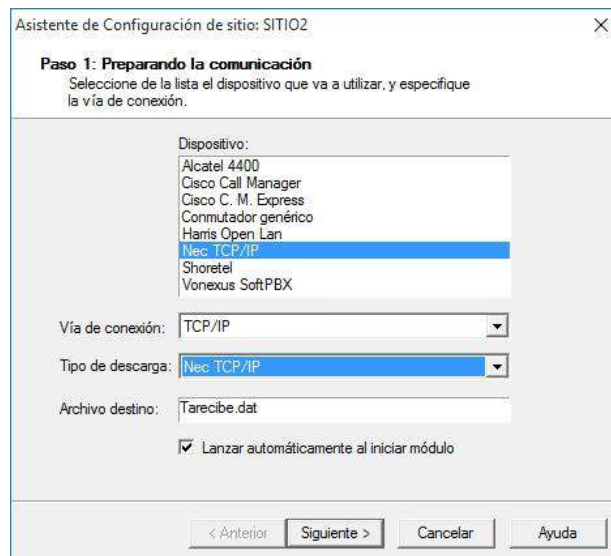 Asistente de Configuración de sitio: SITIO2
Paso 1: Preparando la comunicación
Seleccione de la lista el dispositivo que va a utilizar, y especifique
la vía de conexión.
Dispositivo:
Alcatel 4400
Cisco Call Manager
Cisco C. M. Express
Conmutador genérico
Harris Open Lan
Nec TCP/IP
Shoretel
Vonexus SoftPBX
Vía de conexión: TCP/IP
Tipo de descarga: Nec TCP/IP
Archivo destino: Tarecibe.dat
Lanzar automáticamente al iniciar módulo
< Anterior Siguiente > Cancelar Ayuda